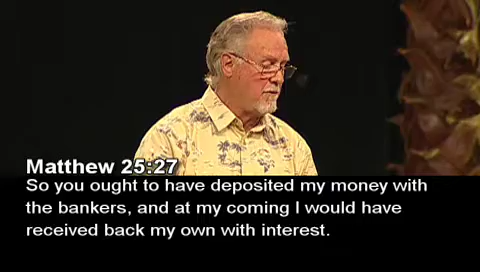 Matthew 25:27
So you ought to have deposited my money with
the bankers, and at my coming I would have
received back my own with interest.